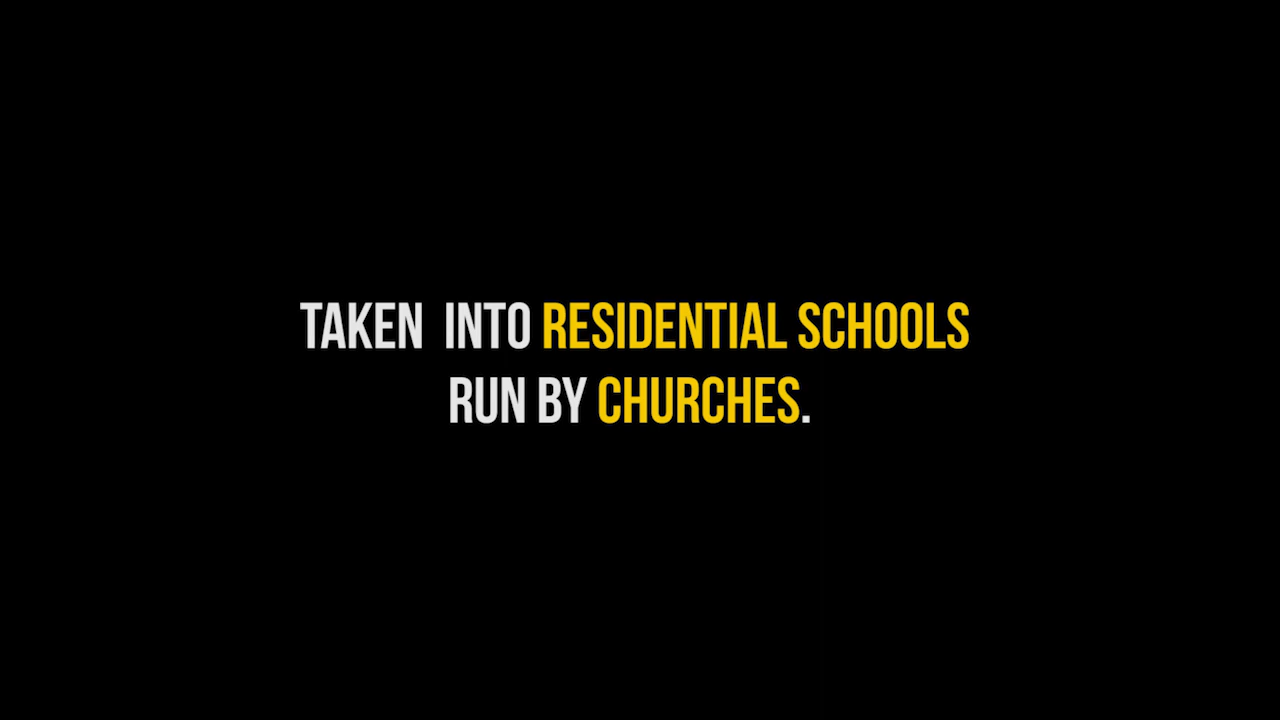 TAKEN  INTO RESIDENTIAL SCHOOLS
RUN BY CHURCHES.